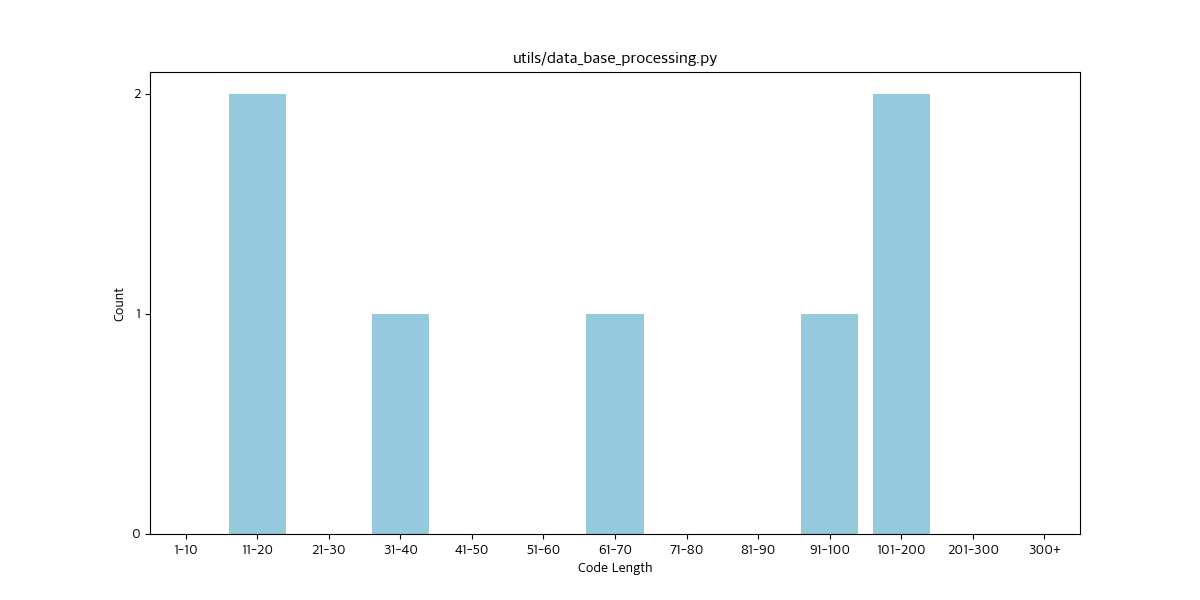 utils/data_base_processing.py
2
1
0
Count
1-10 11-20 21-30 31-40 41-50 51-60 61-70 71-80 81-90 91-100 101-200 201-300 300+
Code Length